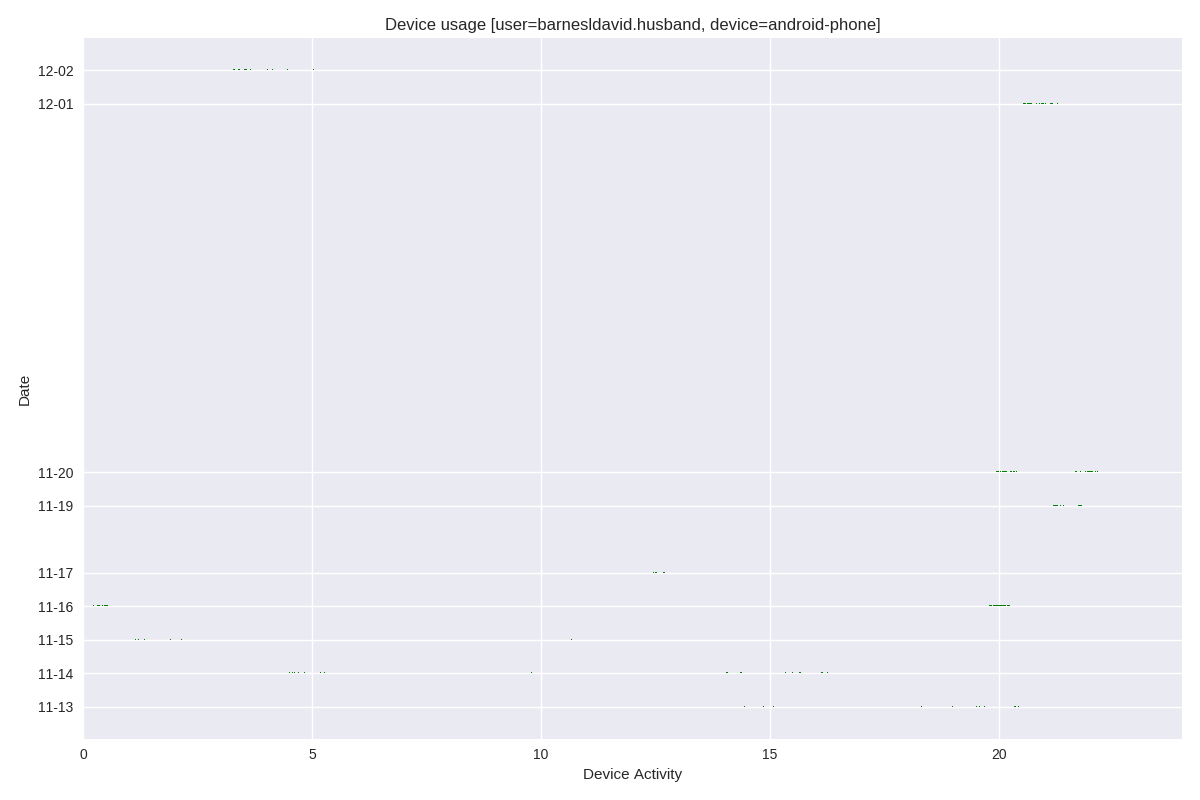 Device usage [user=barnesldavid.husband, device=android-phone]
12-02
12-01
Date
11-20
11-19
11-17
11-16
11-15
11-14
11-13
0 5 10 15 20
Device Activity